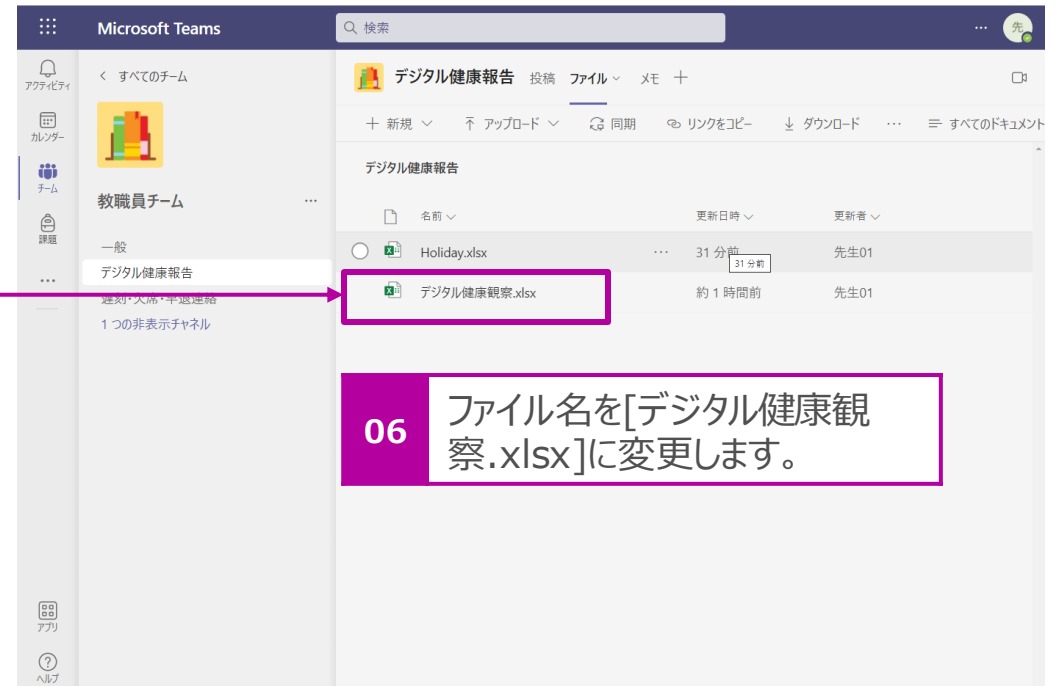 Microsoft Teams
検索
先
アクティビティ
カレンダー
チーム
課題
アプリ
ヘルプ
すべてのチーム
教職員チーム
一般
デジタル健康報告
遅刻・欠席・早退連絡
1 つの非表示チャネル
デジタル健康報告 投稿 ファイル メモ
新規 アップロード 同期 リンクをコピー ダウンロード すべてのドキュメント
デジタル健康報告
名前 更新日時 更新者
Holiday.xlsx 31 分前 先生01
31 分前
デジタル健康観察.xlsx 約 1 時間前 先生01
06
ファイル名を[デジタル健康観
察.xlsx]に変更します。